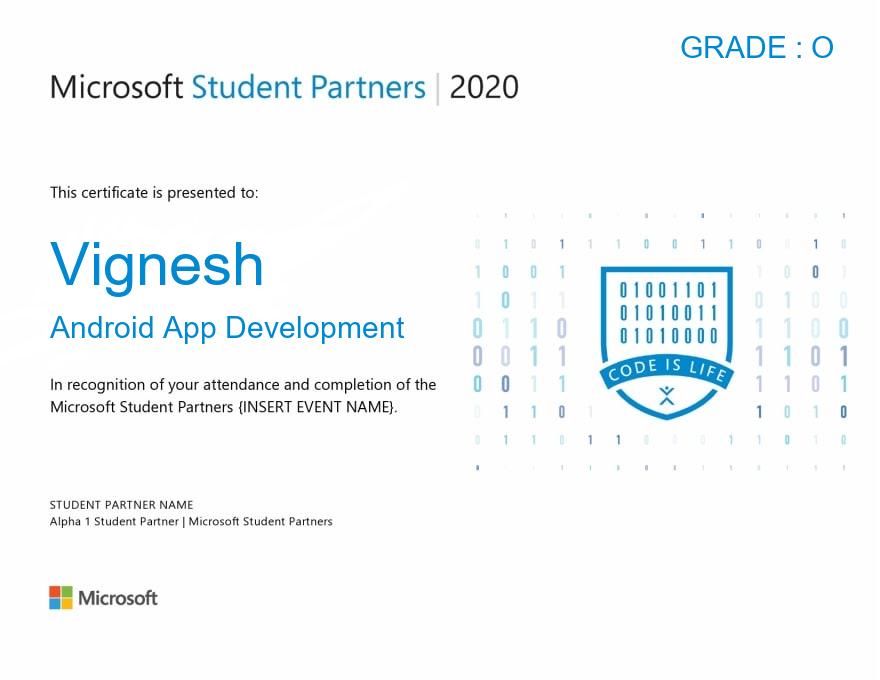 GRADE : O
Microsoft Student Partners | 2020
This certificate is presented to:
Vignesh
Android App Development
In recognition of your attendance and completion of the
Microsoft Student Partners {INSERT EVENT NAME}.
01001101
01010011
01010000
CODE IS LIFE
STUDENT PARTNER NAME
Alpha 1 Student Partner | Microsoft Student Partners
Microsoft